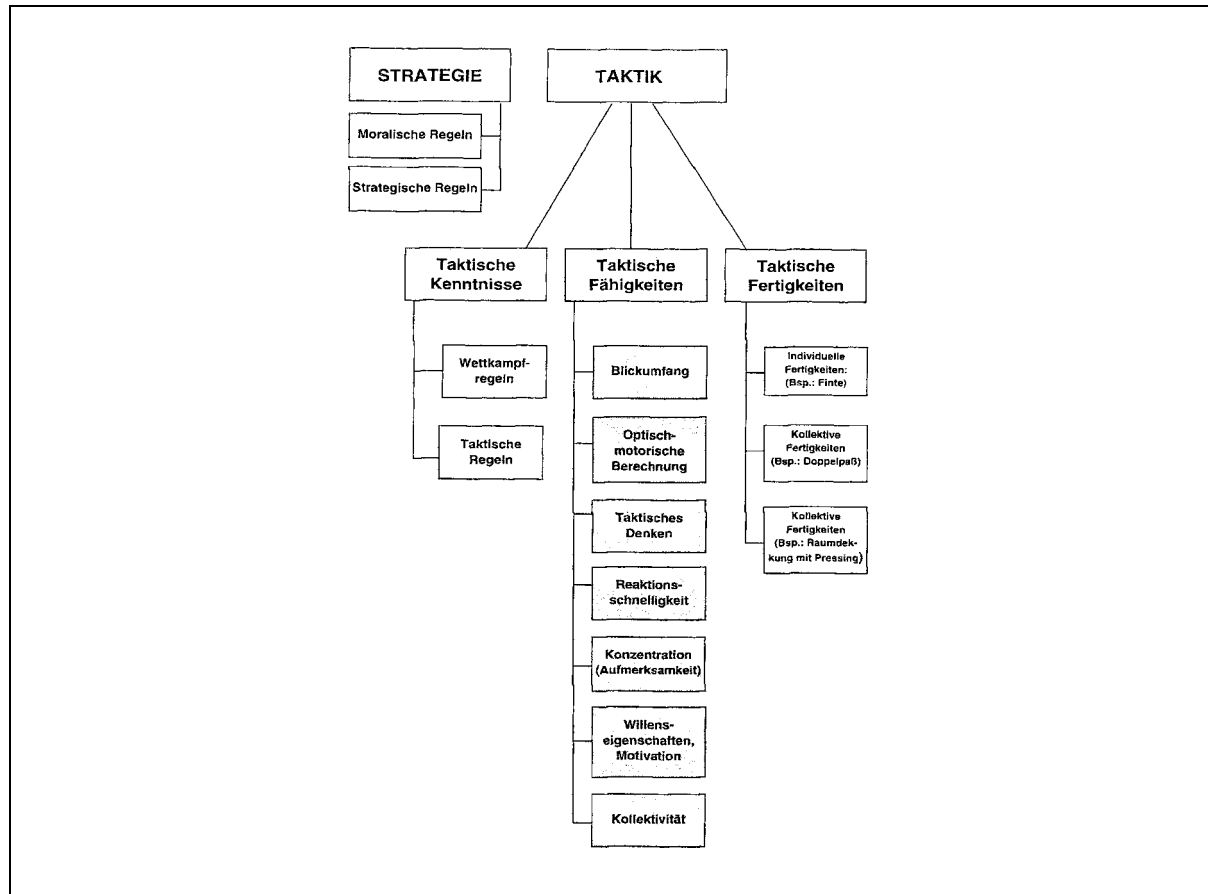 STRATEGIE
Moralische Regeln
Strategische Regeln
TAKTIK
Taktische
Kenntnisse
Wettkampf-
regeln
Taktische
Regeln
Taktische
Fähigkeiten
Blickumfang
Optisch-
motorische
Berechnung
Taktisches
Denken
Reaktions-
schnelligkeit
Konzentration
(Aufmerksamkeit)
Willens-
eigenschaften,
Motivation
Kollektivität
Taktische
Fertigkeiten
Individuelle
Fertigkeiten:
(Bsp.: Finte)
Kollektive
Fertigkeiten
(Bsp.: Doppelpaß)
Kollektive
Fertigkeiten
(Bsp.: Raumdek-
kung mit Pressing)